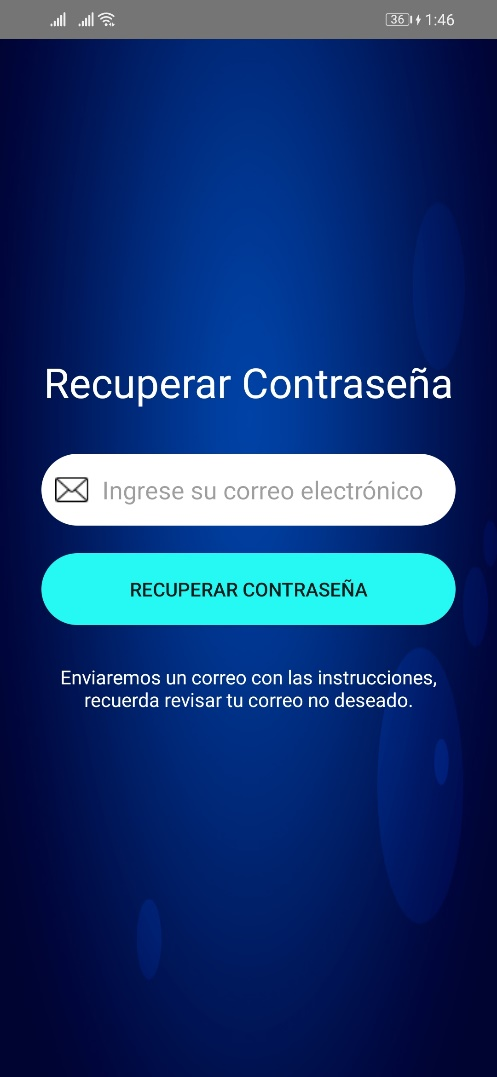 36 1:46
Recuperar Contraseña
Ingrese su correo electrónico
RECUPERAR CONTRASEÑA
Enviaremos un correo con las instrucciones,
recuerda revisar tu correo no deseado.